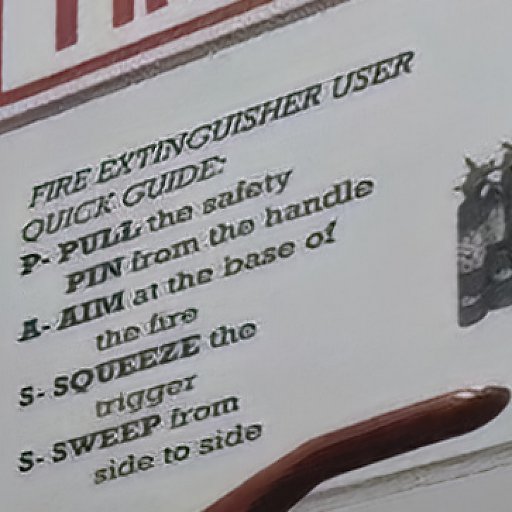 FIRE EXTINGUISHER USER
QUICK GUIDE:
P- PULL the safety
PIN from the handle
A- AIM at the base of
the fire
S- SQUEEZE the
trigger
S- SWEEP from
side to side